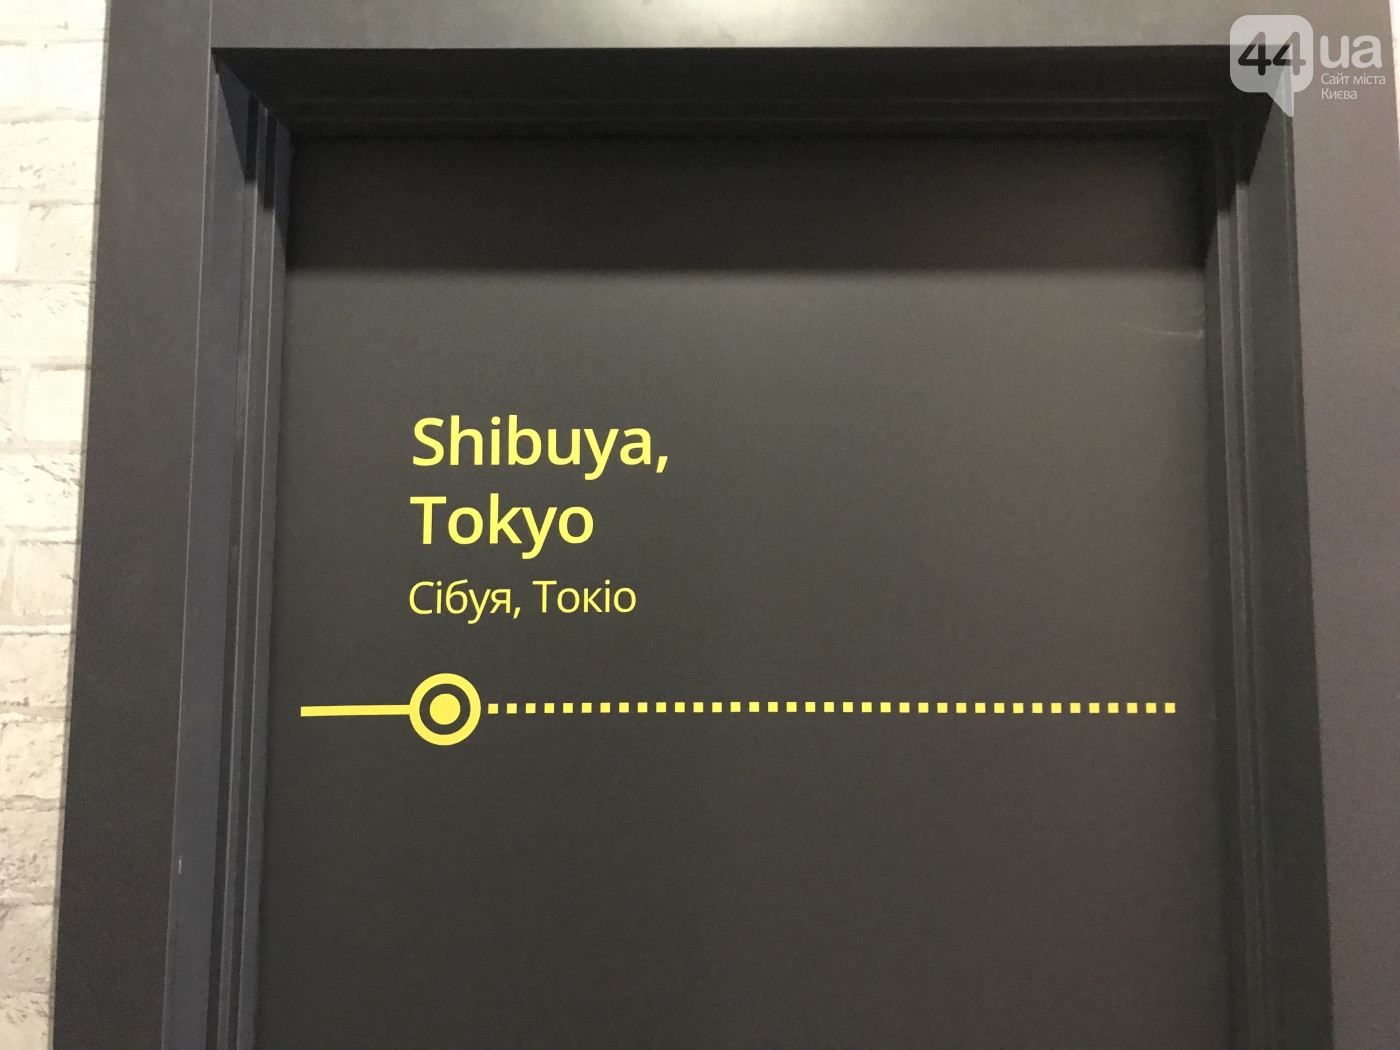 44 ua
Сайт міста
Києва
Shibuya,
Tokyo
Сібуя, Токіо